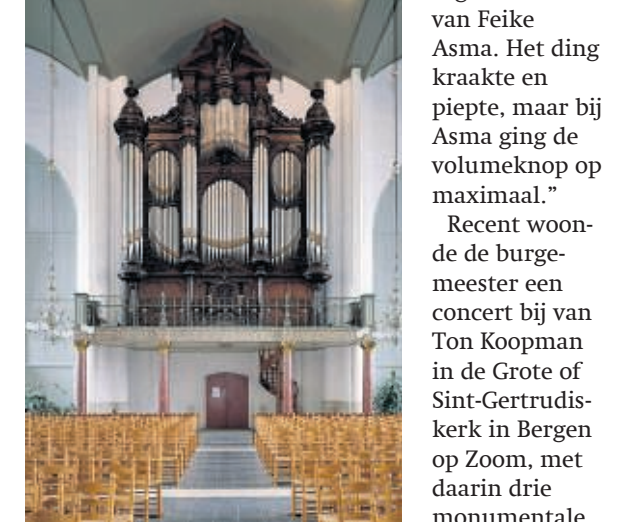 van Feike
Asma. Het ding
kraakte en
piepte, maar bij
Asma ging de
volumeknop op
maximaal.”
Recent woon-
de de burge-
meester een
concert bij van
Ton Koopman
in de Grote of
Sint-Gertrudis-
kerk in Bergen
op Zoom, met
daarin drie
monumentale